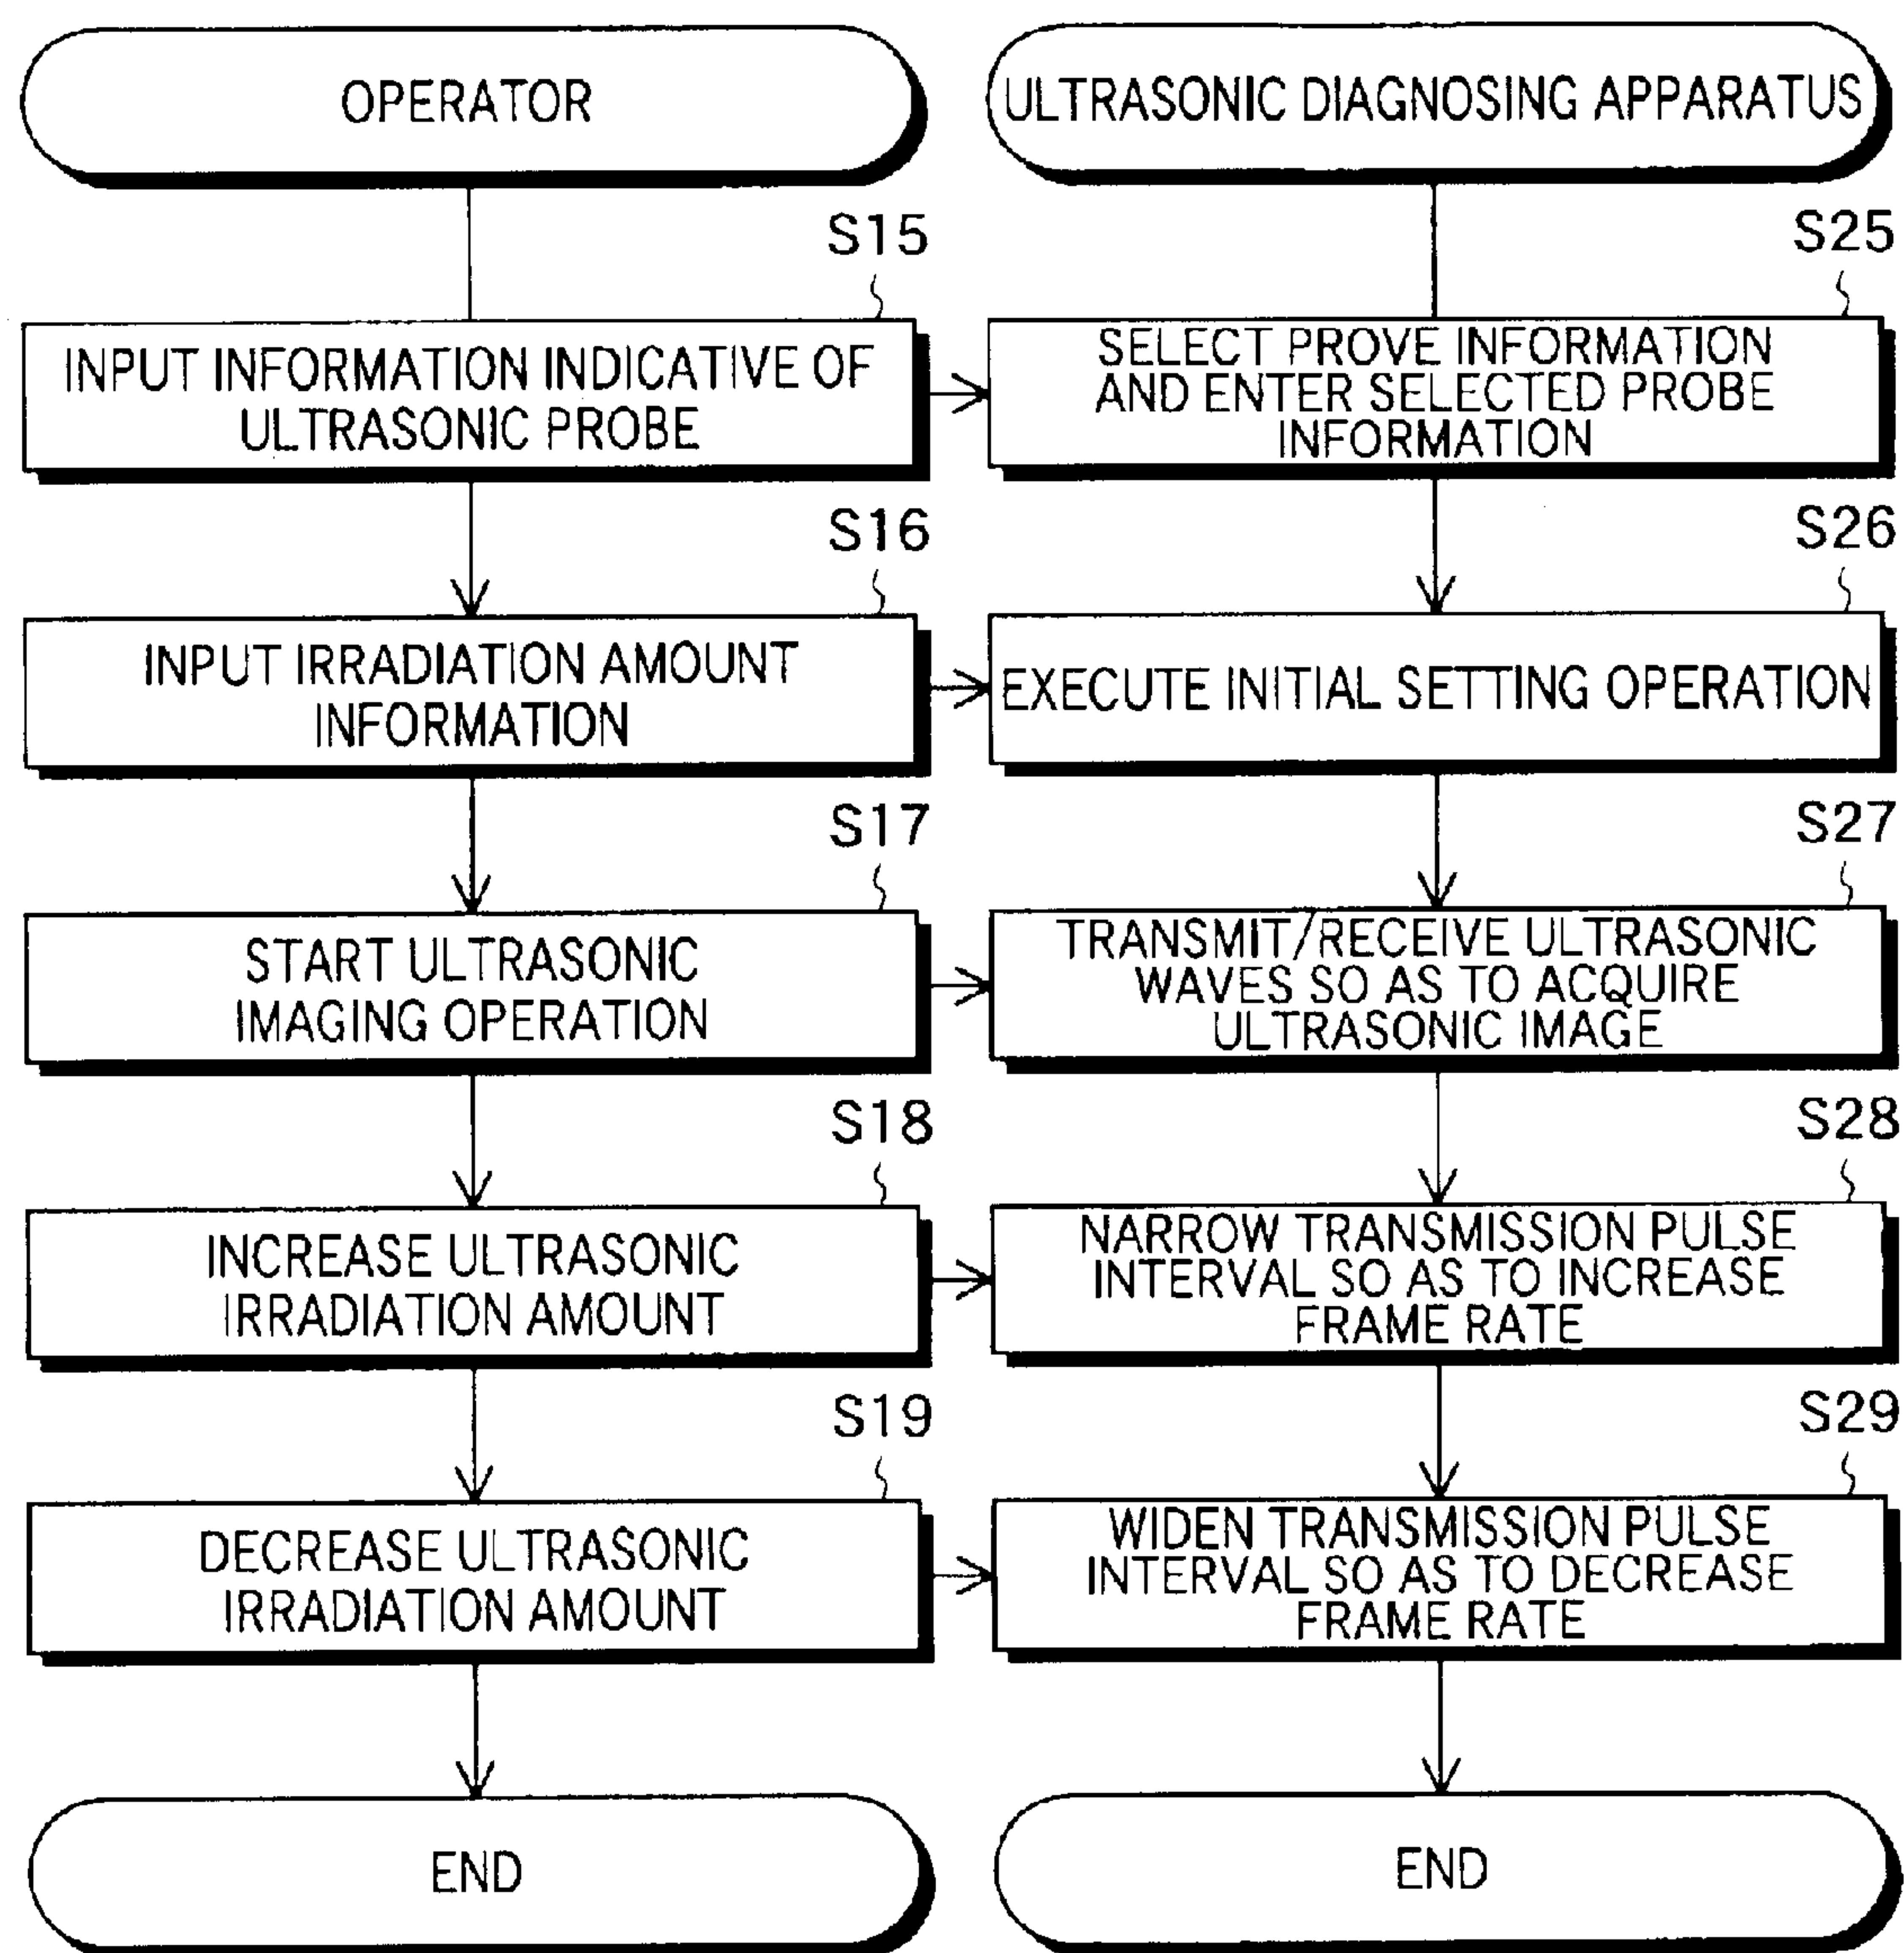 OPERATOR
ULTRASONIC DIAGNOSING APPARATUS
S15
INPUT INFORMATION INDICATIVE OF
ULTRASONIC PROBE
S25
SELECT PROVE INFORMATION
AND ENTER SELECTED PROBE
INFORMATION
S16
INPUT IRRADIATION AMOUNT
INFORMATION
S26
EXECUTE INITIAL SETTING OPERATION
S17
START ULTRASONIC
IMAGING OPERATION
S27
TRANSMIT/RECEIVE ULTRASONIC
WAVES SO AS TO ACQUIRE
ULTRASONIC IMAGE
S18
INCREASE ULTRASONIC
IRRADIATION AMOUNT
S28
NARROW TRANSMISSION PULSE
INTERVAL SO AS TO INCREASE
FRAME RATE
S19
DECREASE ULTRASONIC
IRRADIATION AMOUNT
S29
WIDEN TRANSMISSION PULSE
INTERVAL SO AS TO DECREASE
FRAME RATE
END
END